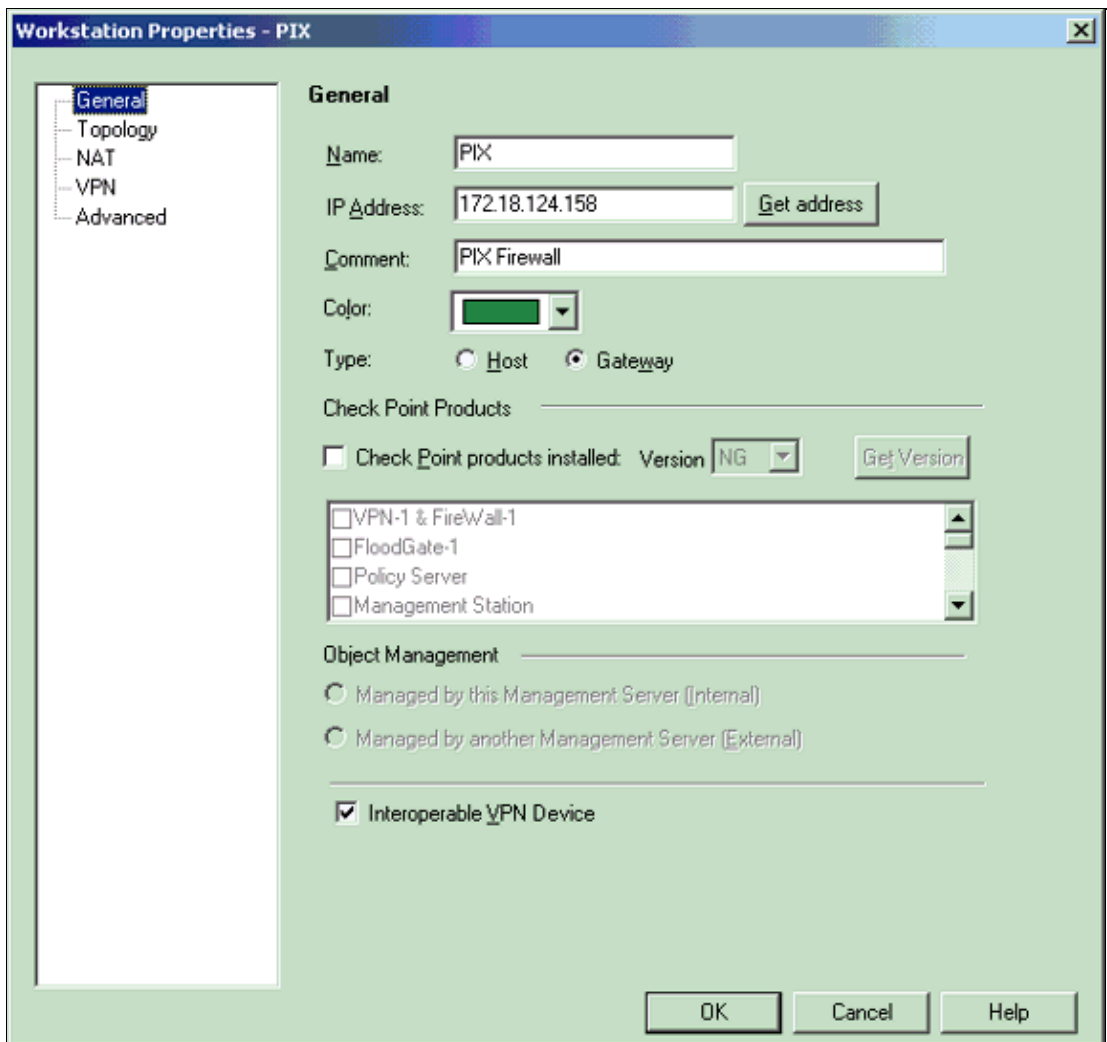 Workstation Properties - PIX
General
Topology
NAT
VPN
Advanced
General
Name: PIX
IP Address: 172.18.124.158 Get address
Comment: PIX Firewall
Color:
Type: Host Gateway
Check Point Products
Check Point products installed: Version NG Get Version
VPN-1 & FireWall-1
FloodGate-1
Policy Server
Management Station
Object Management
Managed by this Management Server (Internal)
Managed by another Management Server (External)
Interoperable VPN Device
OK Cancel Help